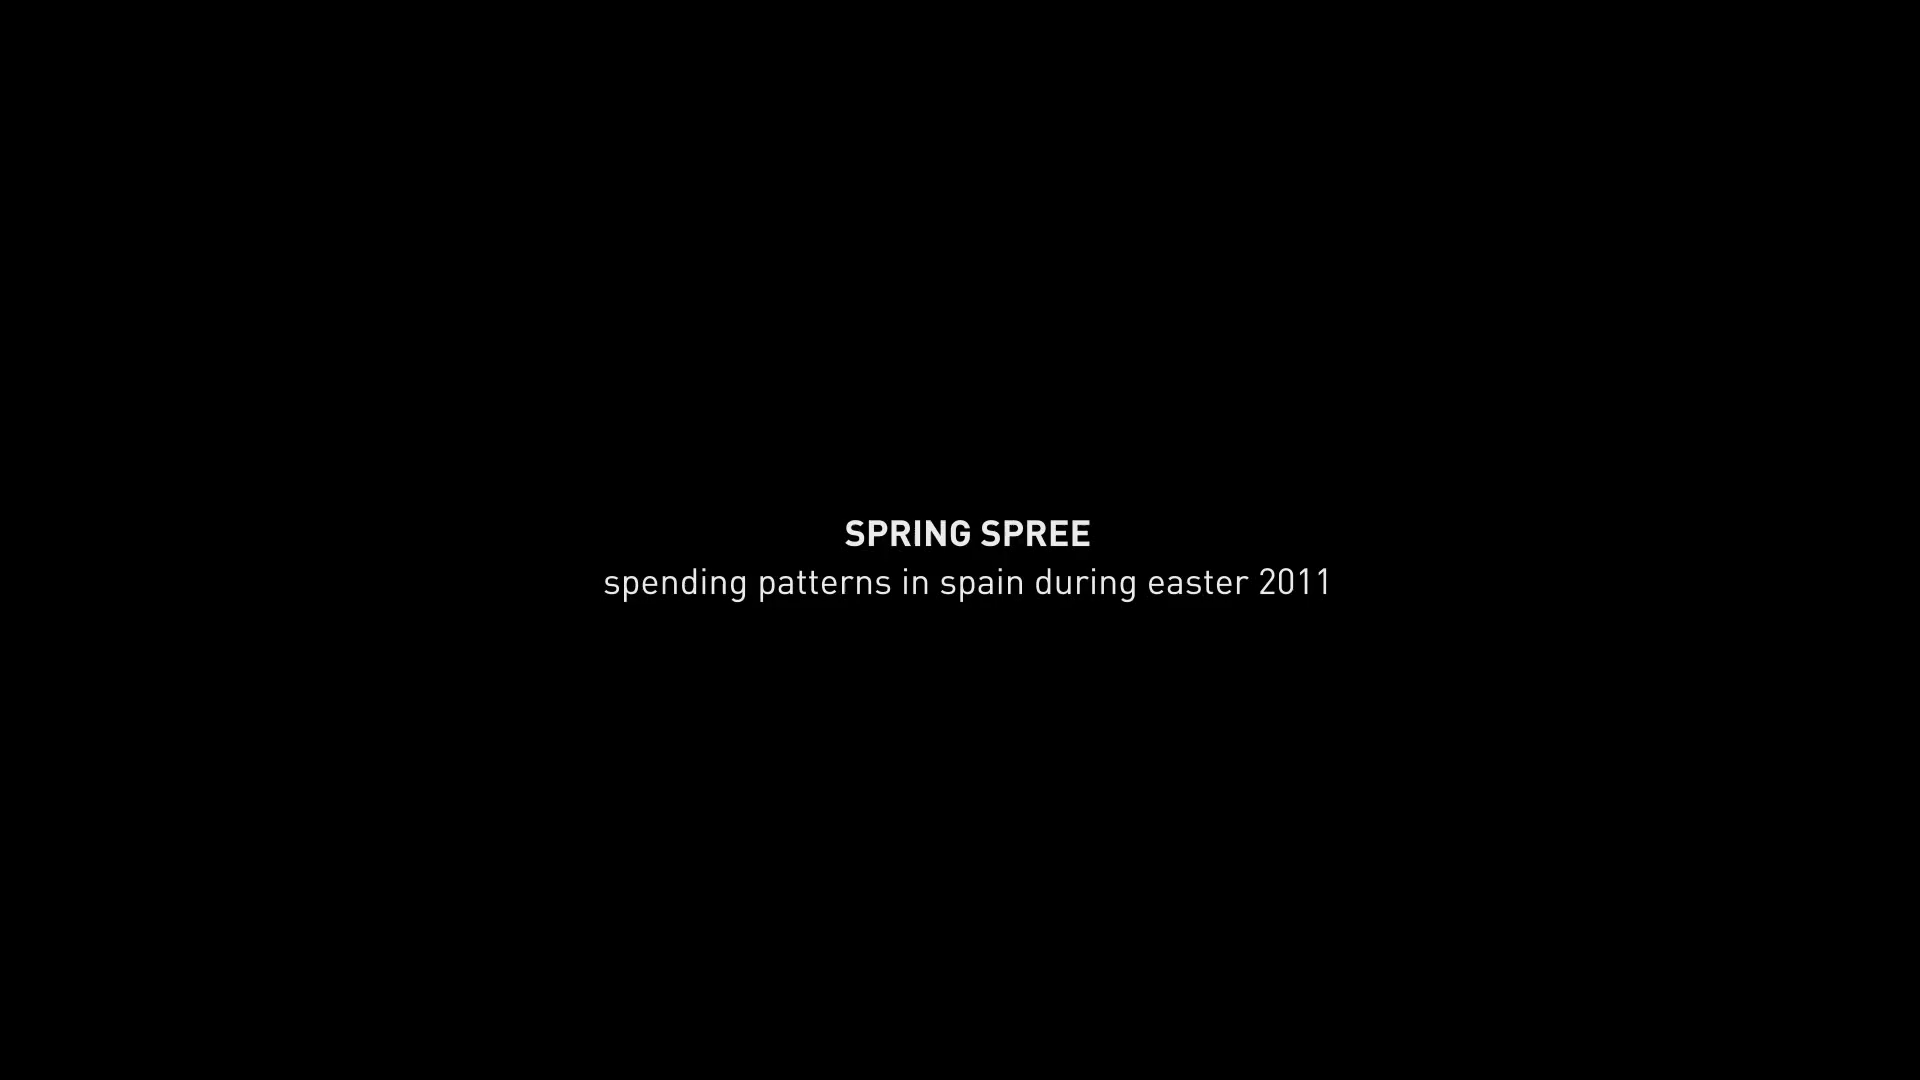 SPRING SPREE
spending patterns in spain during easter 2011